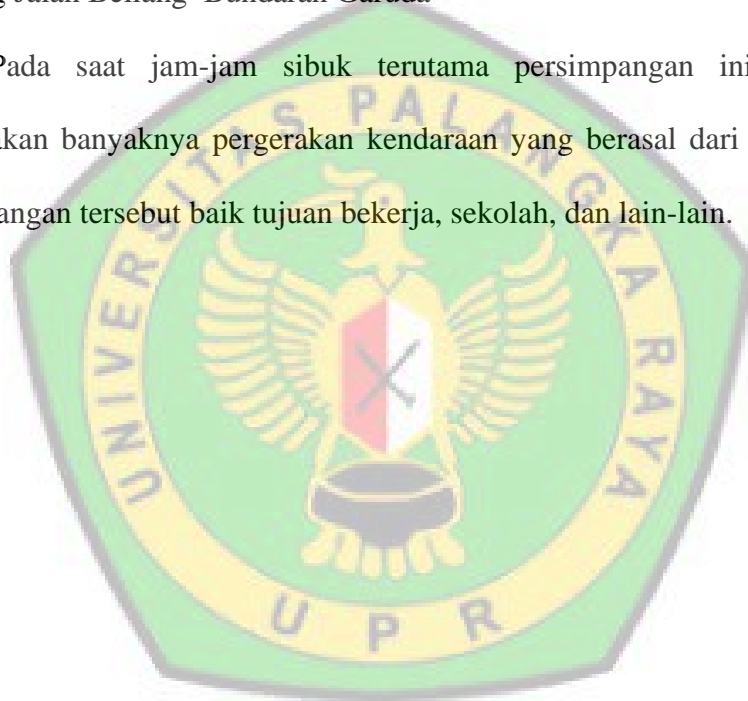 Pada saat jam-jam sibuk terutama persimpangan ini
akan banyaknya pergerakan kendaraan yang berasal dari
angan tersebut baik tujuan bekerja, sekolah, dan lain-lain.
UNIVERSITAS PALANGKA RAYA
UPR